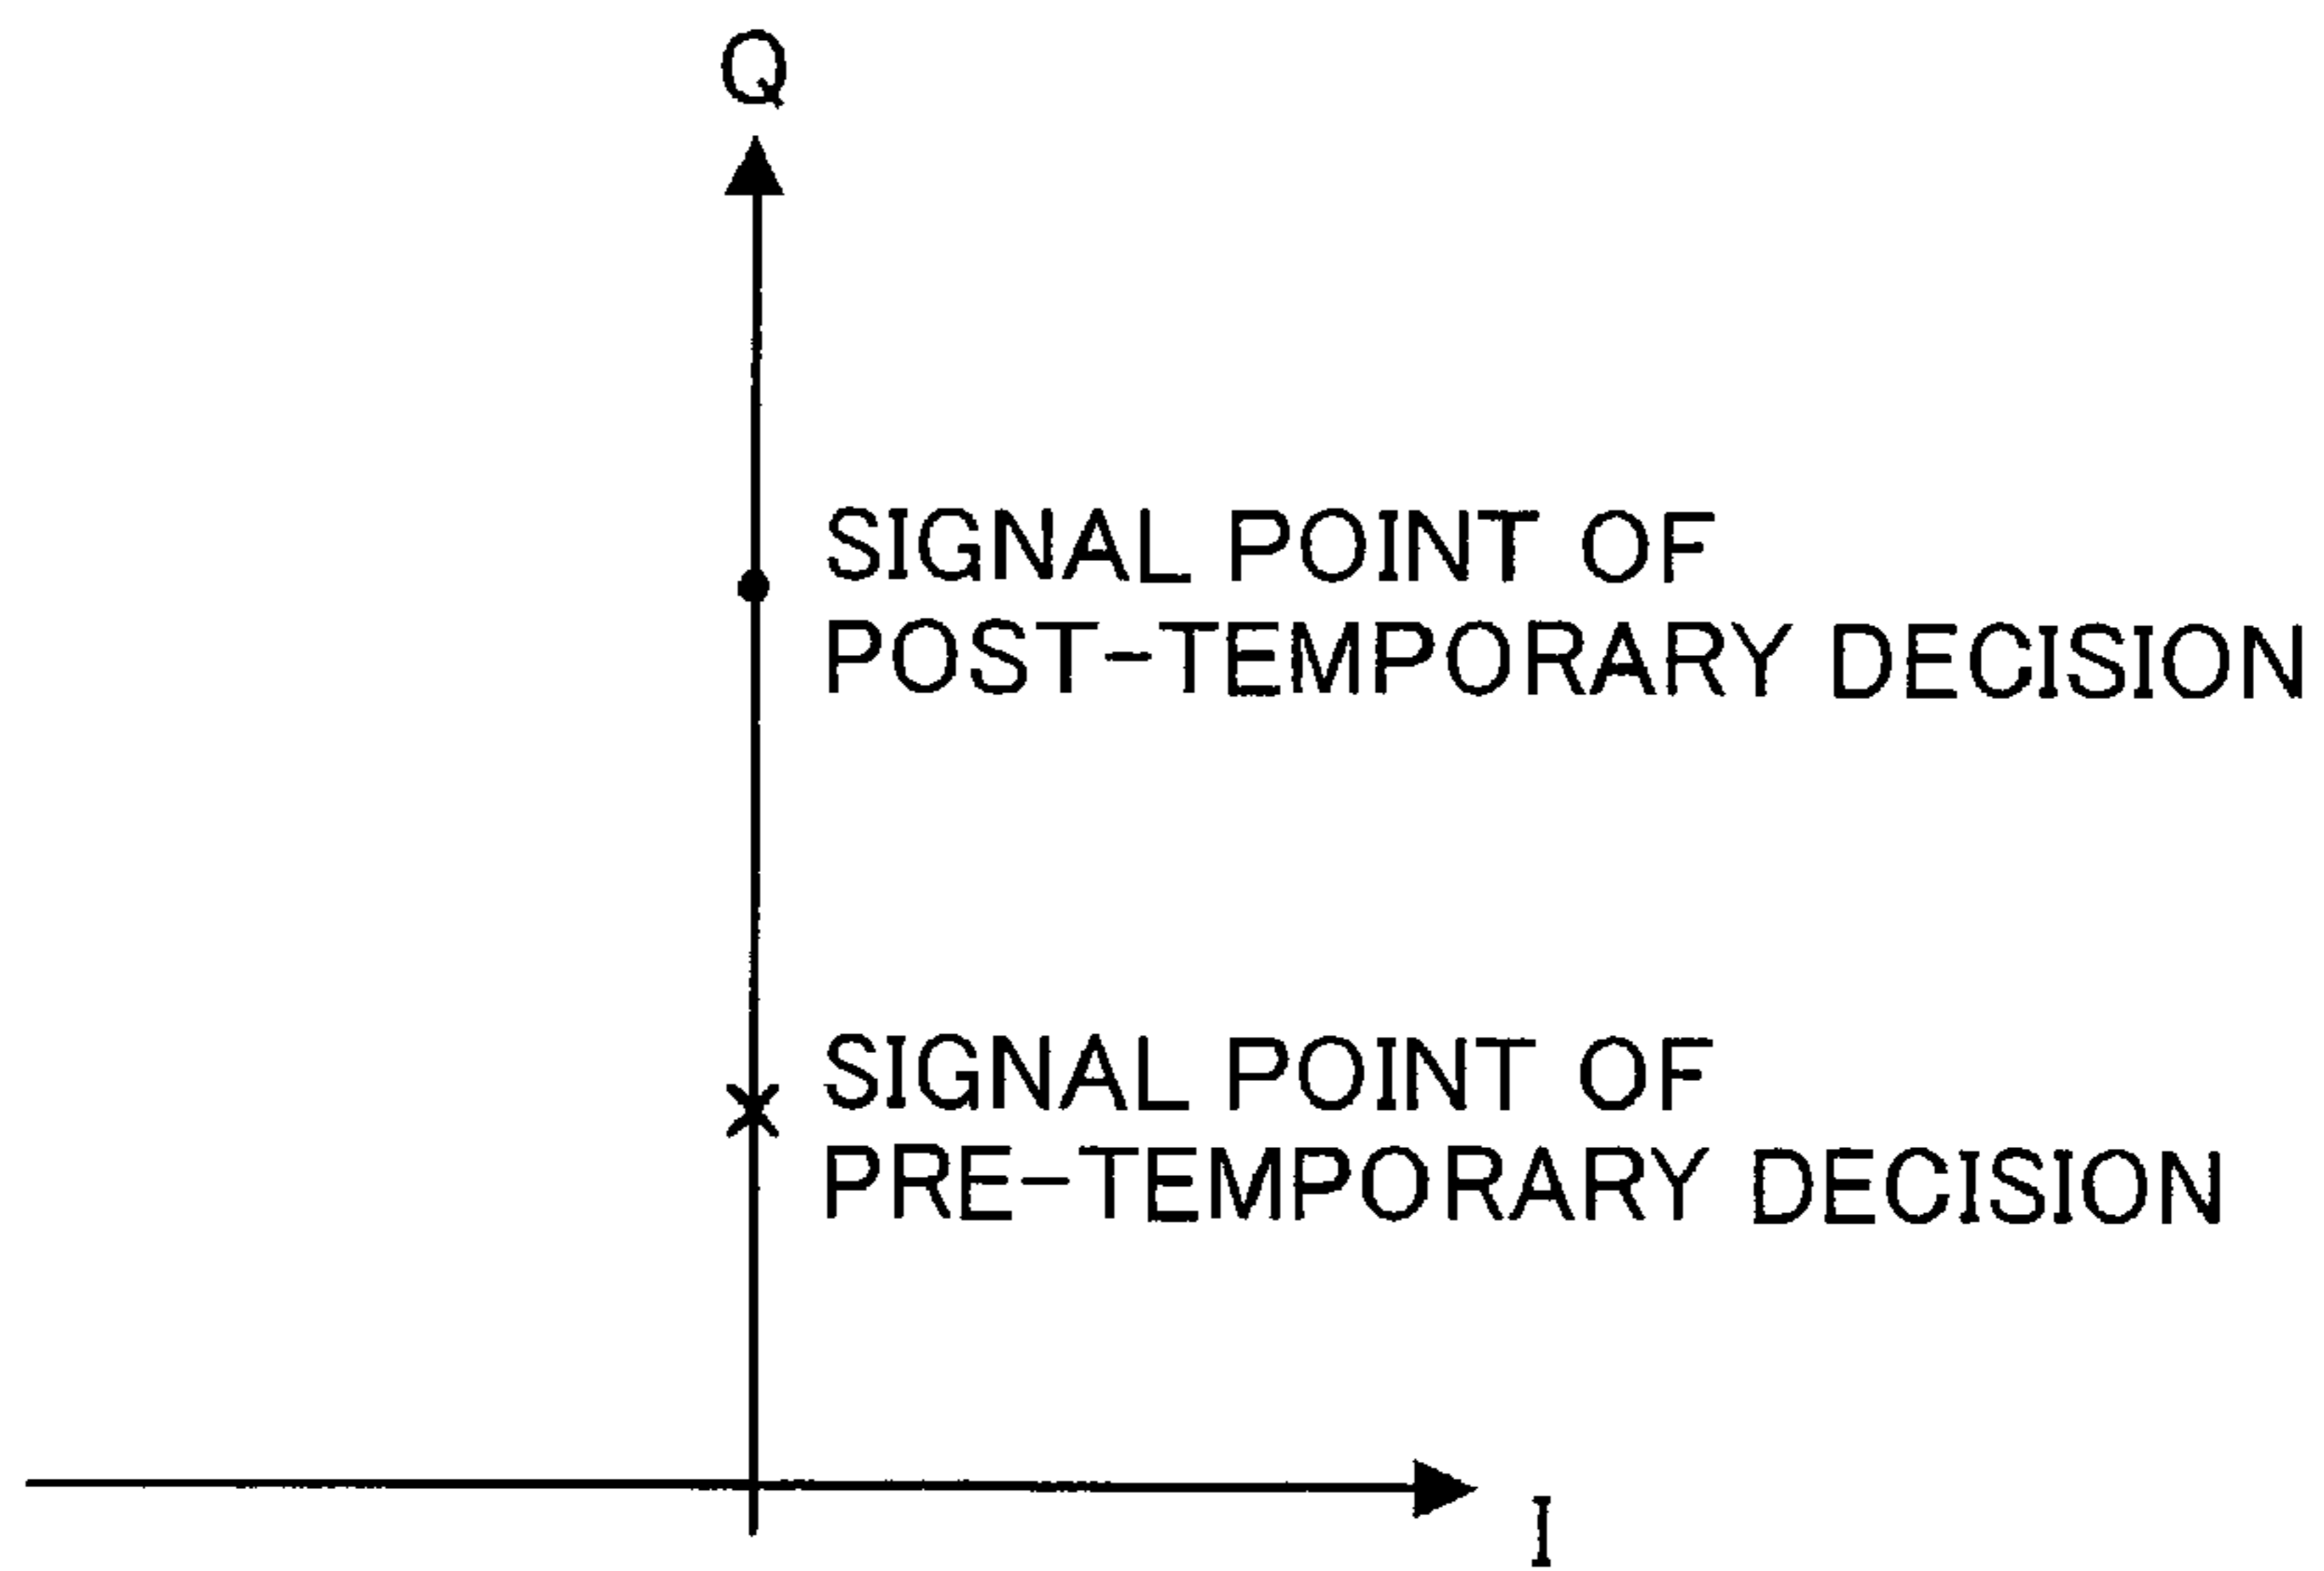 Q
SIGNAL POINT OF
POST-TEMPORARY DECISION
SIGNAL POINT OF
PRE-TEMPORARY DECISION
I